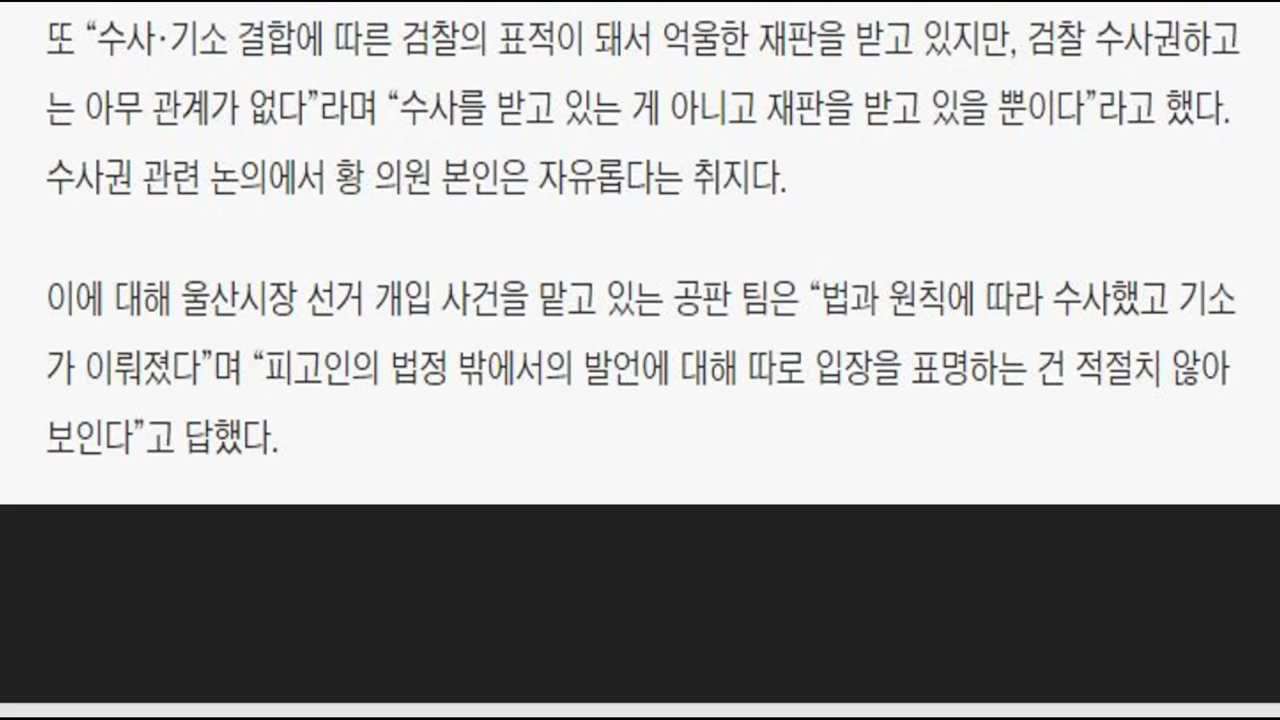 또 “수사·기소 결합에 따른 검찰의 표적이 돼서 억울한 재판을 받고 있지만, 검찰 수사권하고
는 아무 관계가 없다”라며 “수사를 받고 있는 게 아니고 재판을 받고 있을 뿐이다”라고 했다.
수사권 관련 논의에서 황 의원 본인은 자유롭다는 취지다.
이에 대해 울산시장 선거 개입 사건을 맡고 있는 공판 팀은 “법과 원칙에 따라 수사했고 기소
가 이뤄졌다”며 “피고인의 법정 밖에서의 발언에 대해 따로 입장을 표명하는 건 적절치 않아
보인다”고 답했다.